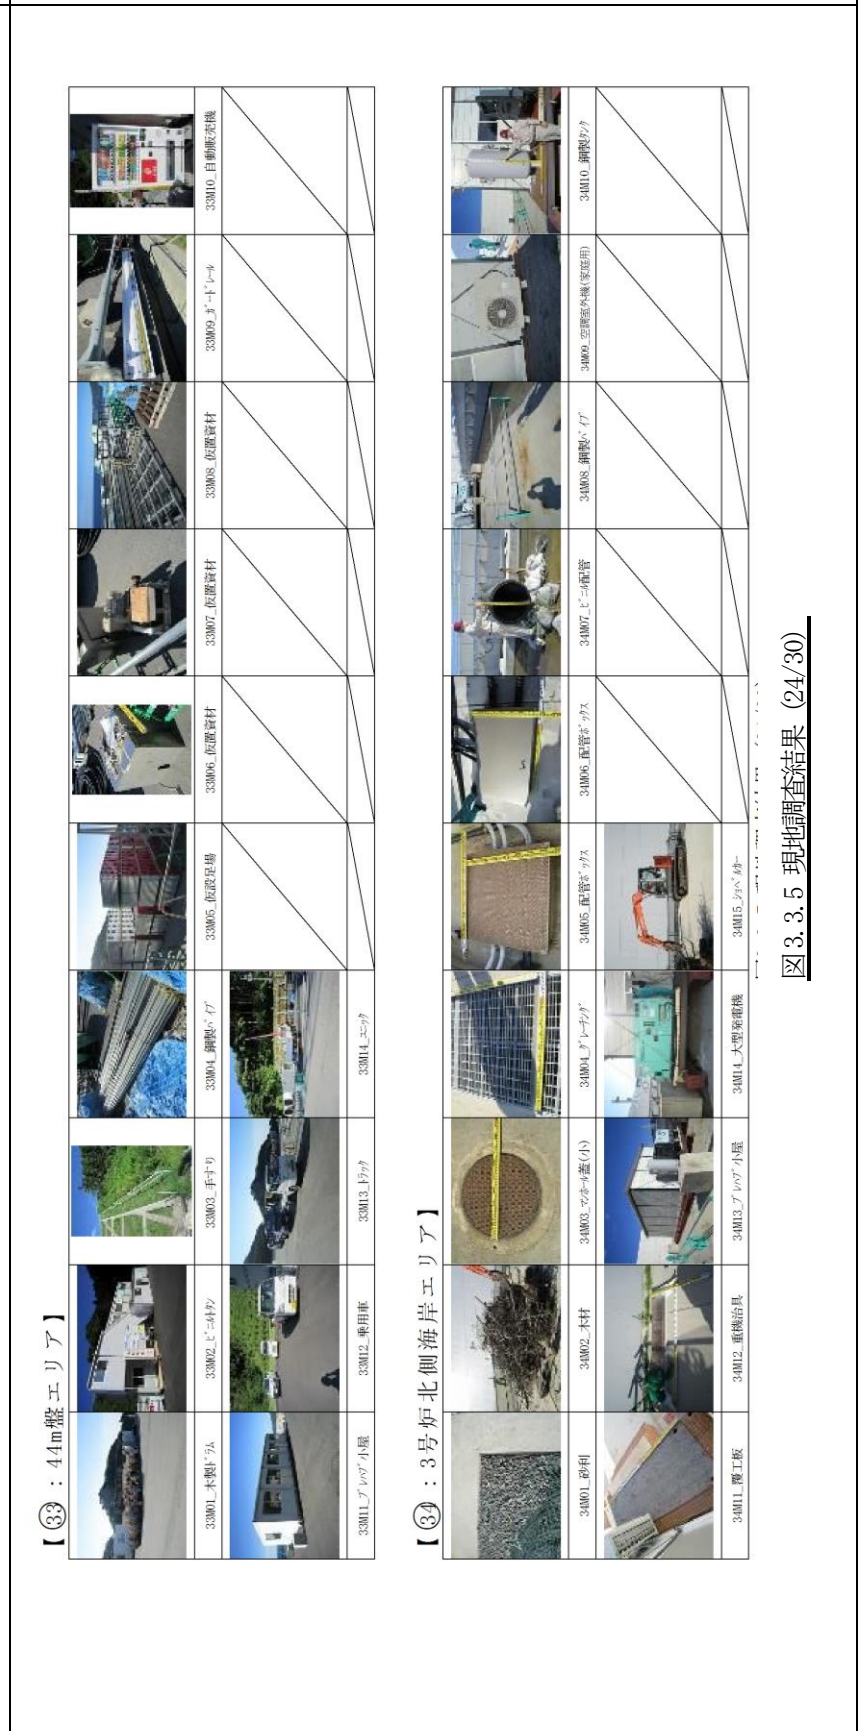 【㉝：44m盤エリア】
33M01_木製ﾄﾞﾗﾑ
33M02_ﾋﾞﾆﾙﾄﾀﾝ
33M03_手すり
33M04_鋼製ﾊﾟｲﾌﾟ
33M05_仮設足場
33M06_仮置資材
33M07_仮置資材
33M08_仮置資材
33M09_ｶﾞｰﾄﾞﾚｰﾙ
33M10_自動販売機
33M11_ﾌﾟﾚﾊﾌﾞ小屋
33M12_乗用車
33M13_ﾄﾗｯｸ
33M14_ﾕﾆｯｸ
【㉞：3号炉北側海岸エリア】
34M01_砂利
34M02_木材
34M03_ﾏﾝﾎｰﾙ蓋(小)
34M04_ｸﾞﾚｰﾁﾝｸﾞ
34M05_配管ﾎﾞｯｸｽ
34M06_配管ﾎﾞｯｸｽ
34M07_ﾋﾞﾆﾙ配管
34M08_鋼製ﾊﾟｲﾌﾟ
34M09_空調室外機(家庭用)
34M10_鋼製ﾀﾝｸ
34M11_覆工板
34M12_重機治具
34M13_ﾌﾟﾚﾊﾌﾞ小屋
34M14_大型発電機
34M15_ｼｮﾍﾞﾙｶｰ
図3.3.5 現地調査結果 (24/30)